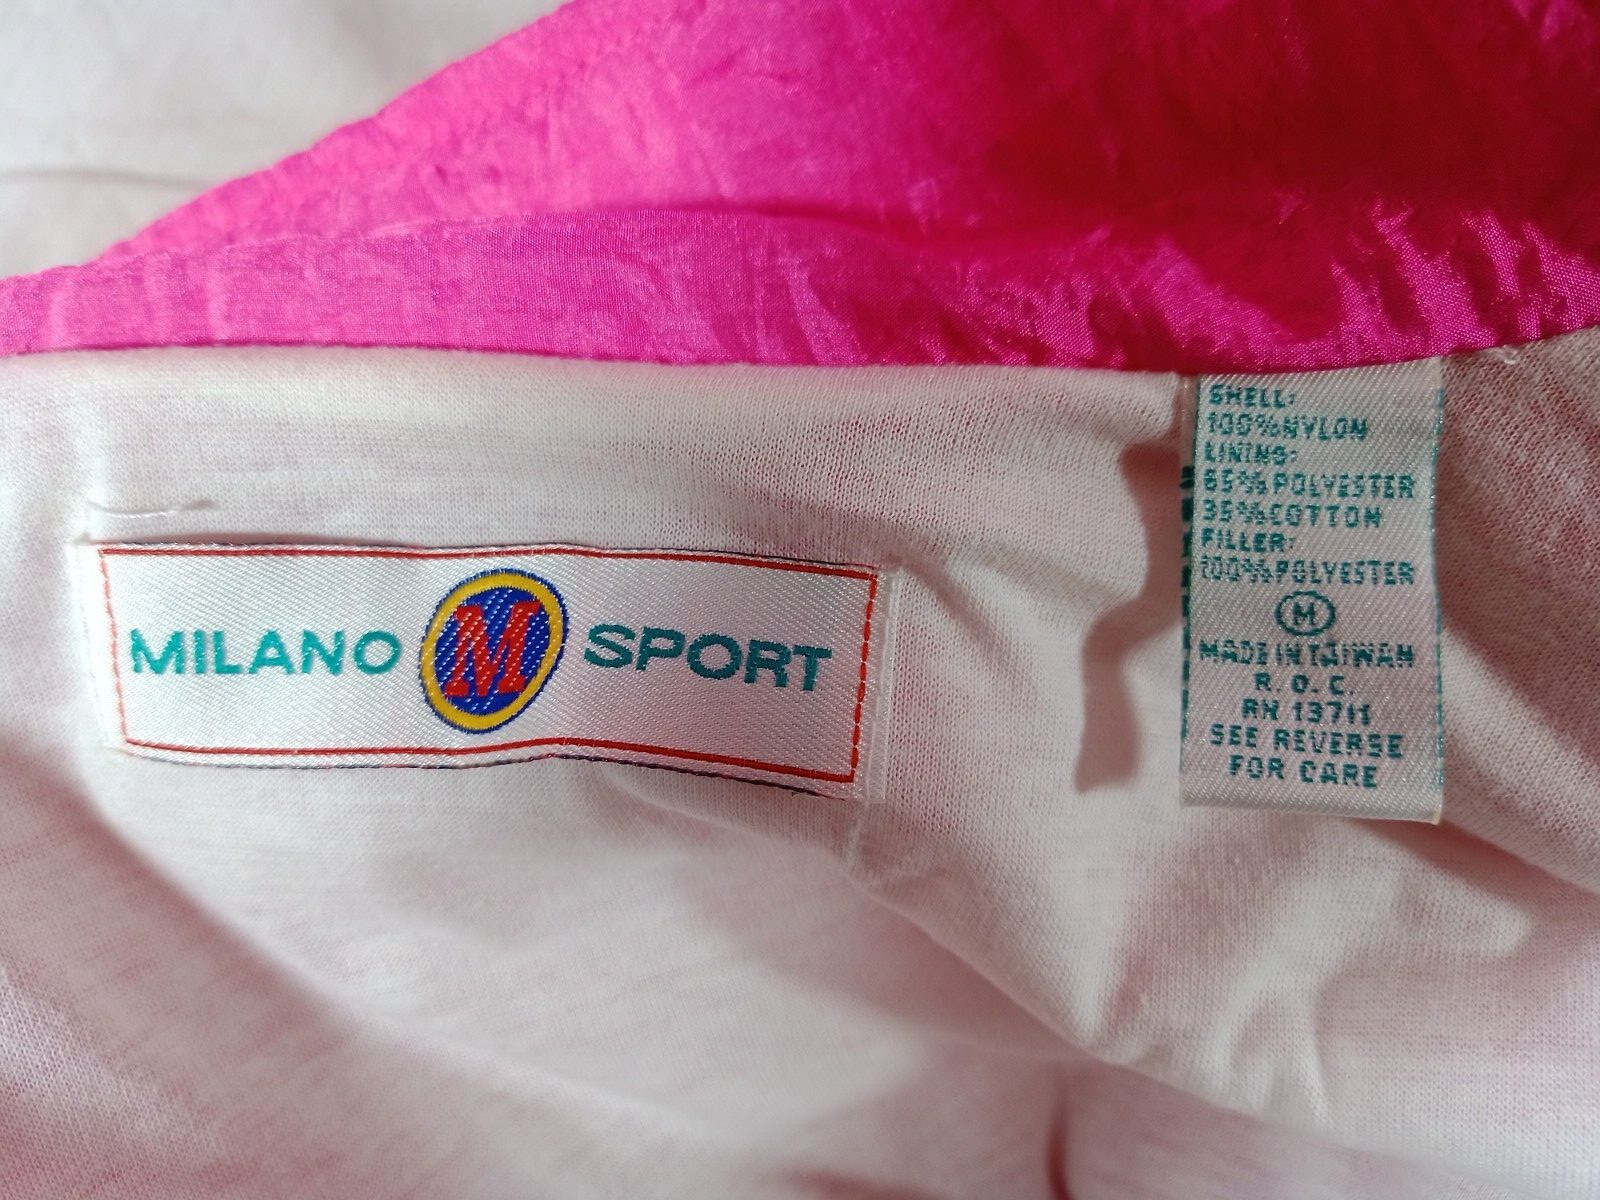 MILANO M SPORT
SHELL:
100%NYLON
LINING:
65%POLYESTER
35%COTTON
FILLER:
100%POLYESTER
M
MADE IN TAIWAN
R.O.C.
RN 13711
SEE REVERSE
FOR CARE